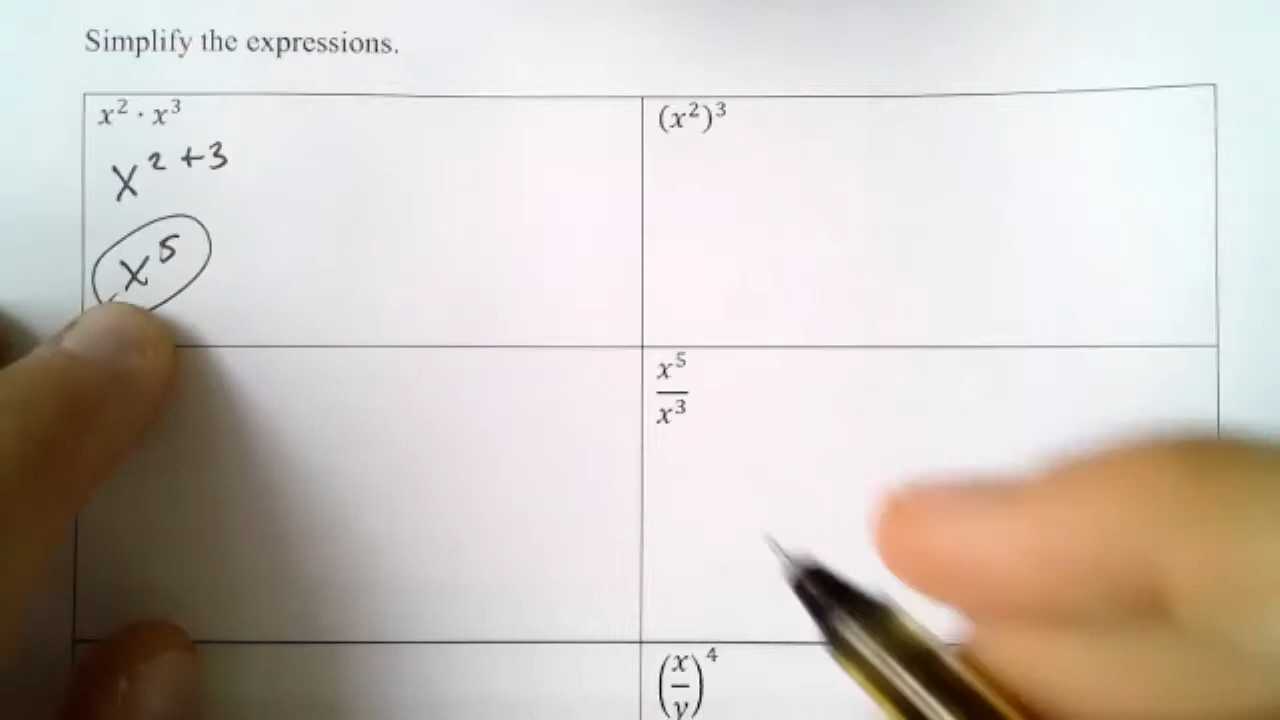 Simplify the expressions.
x² · x³
x²⁺³
x⁵
(x²)³
x⁵/x³
(x/y)⁴